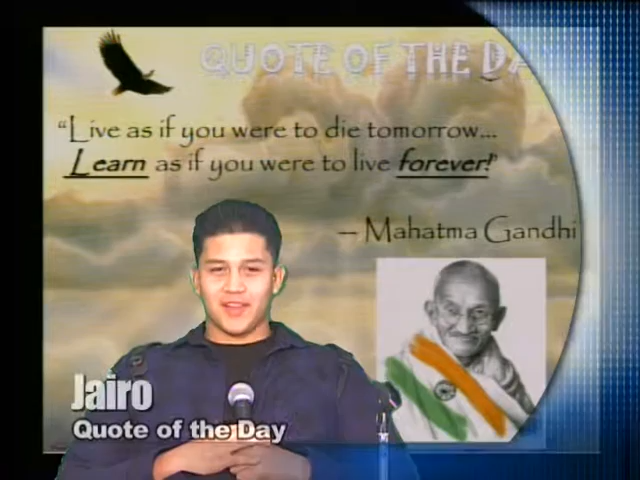 QUOTE OF THE DA
“Live as if you were to die tomorrow...
Learn as if you were to live forever!”
— Mahatma Gandhi
Jairo
Quote of the Day